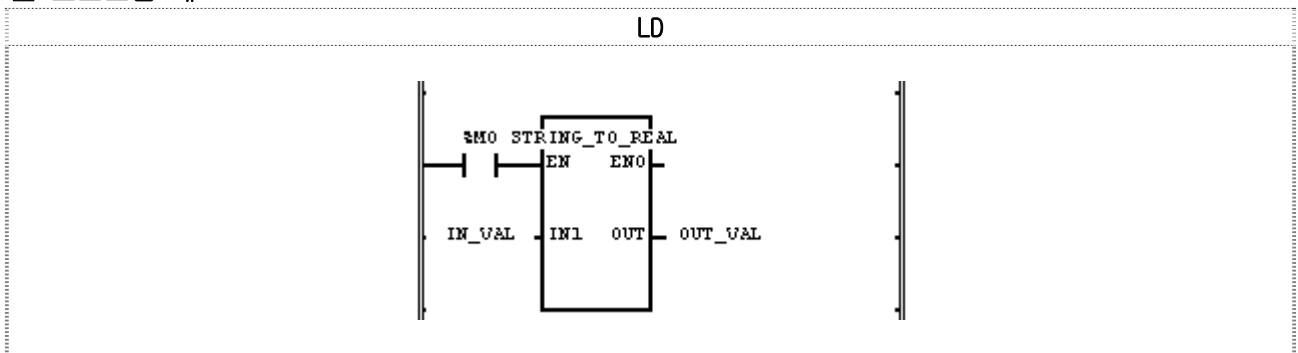 LD
%M0 STRING_TO_REAL
EN ENO
IN_VAL IN1 OUT OUT_VAL